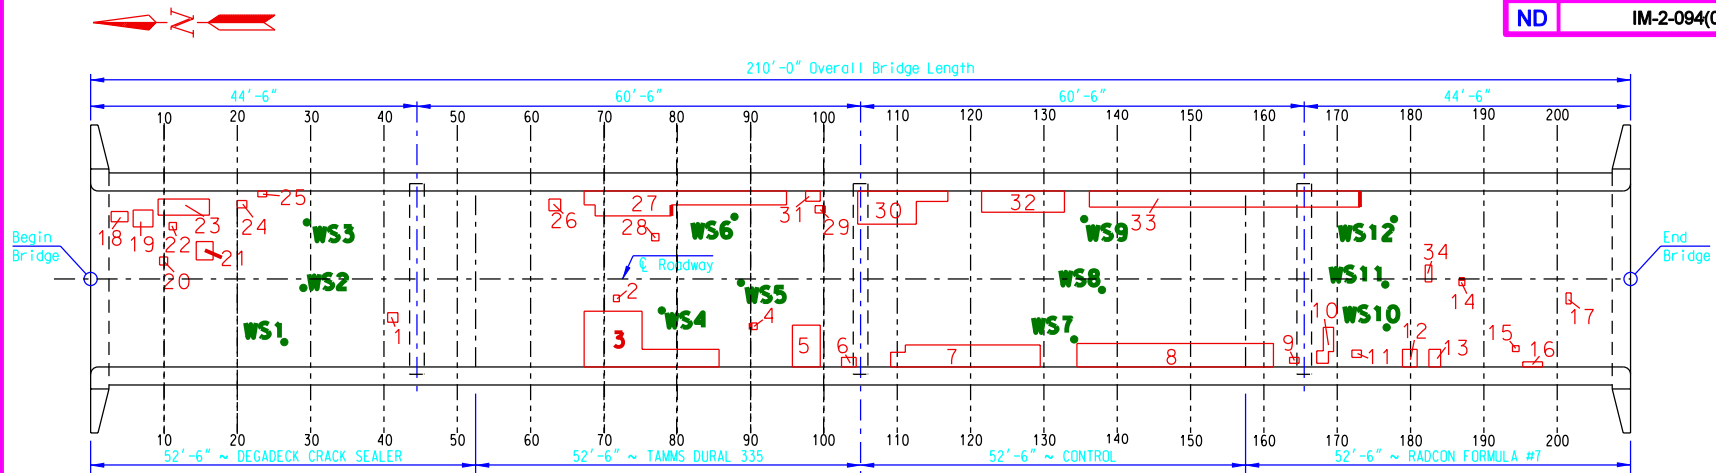 N
ND IM-2-094(0
210'-0" Overall Bridge Length
44'-6" 60'-6" 60'-6" 44'-6"
10 20 30 40 50 60 70 80 90 100 110 120 130 140 150 160 170 180 190 200
25 27 32
23 24 26 31 30 33
18 19 22 WS3 28 WS6 29 WS9 WS12
Begin
Bridge
21 34 End
Bridge
20 WS2 ℄ Roadway WS8 WS11
2 WS5 14
WS1 1 3 WS4 4 WS7 10 WS10 17
5 6 7 8 9 11 12 13 15 16
10 20 30 40 50 60 70 80 90 100 110 120 130 140 150 160 170 180 190 200
52'-6" ~ DEGADECK CRACK SEALER 52'-6" ~ TAMMS DURAL 335 52'-6" ~ CONTROL 52'-6" ~ RADCON FORMULA #7